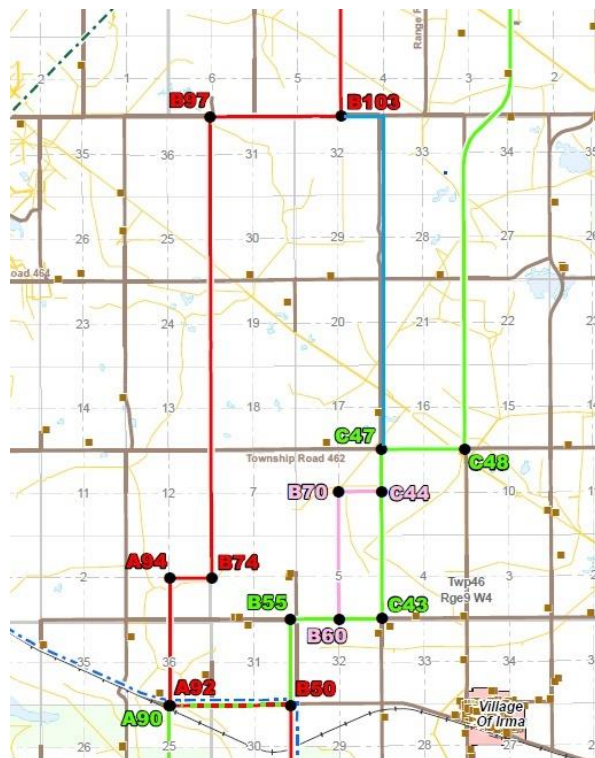 Range R
2 1 6 5 4 3 2
B97 B103
35 36 31 32 33 34 35
26 25 30 29 28 27 26
oad 464
23 24 19 20 21 22
14 13 18 17 16
C47
Township Road 462
C48
11 12 7 B70 C44 10
A94 B74
2 5 4 3 2
Twp46
Rge9 W4
B55 C43
B60
35 36 31 32 33 34 35
A92 B50
A90
Village
Of Irma
26 25 30 29 28 27 26